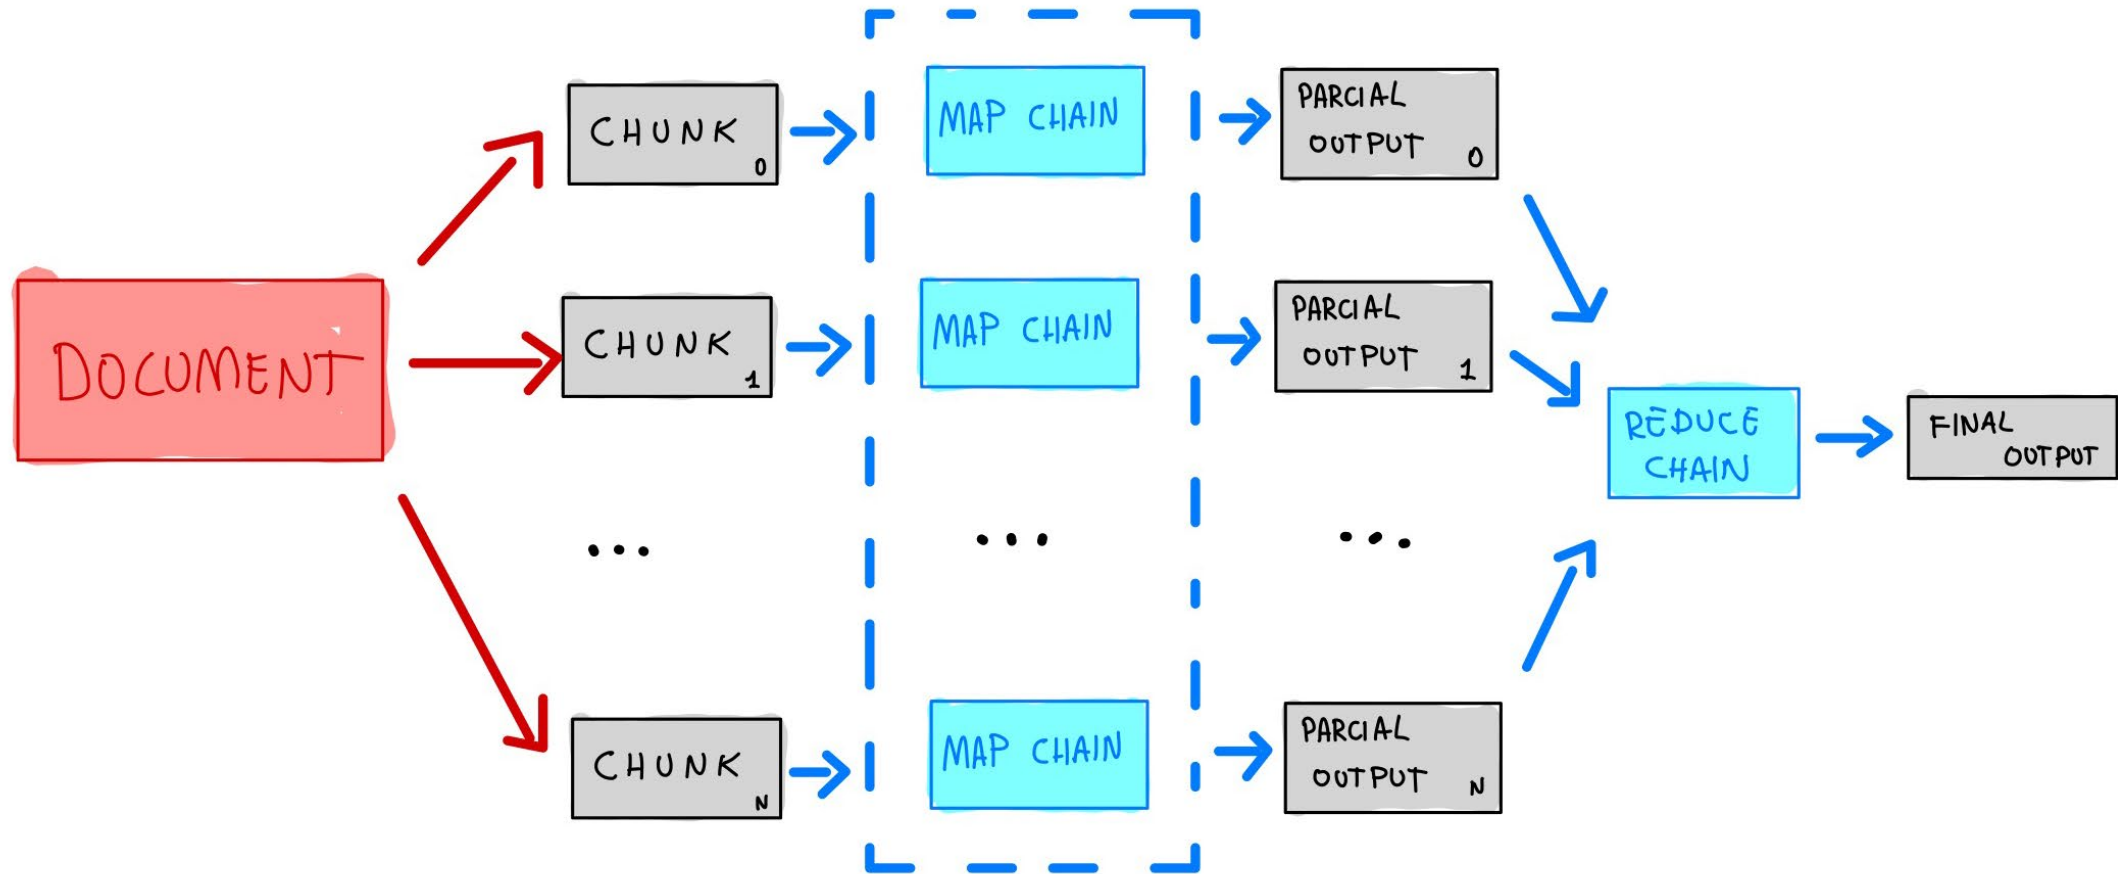 DOCUMENT
CHUNK
0
MAP CHAIN
PARCIAL
OUTPUT 0
CHUNK
1
MAP CHAIN
PARCIAL
OUTPUT 1
...
...
...
CHUNK
N
MAP CHAIN
PARCIAL
OUTPUT N
REDUCE
CHAIN
FINAL
OUTPUT